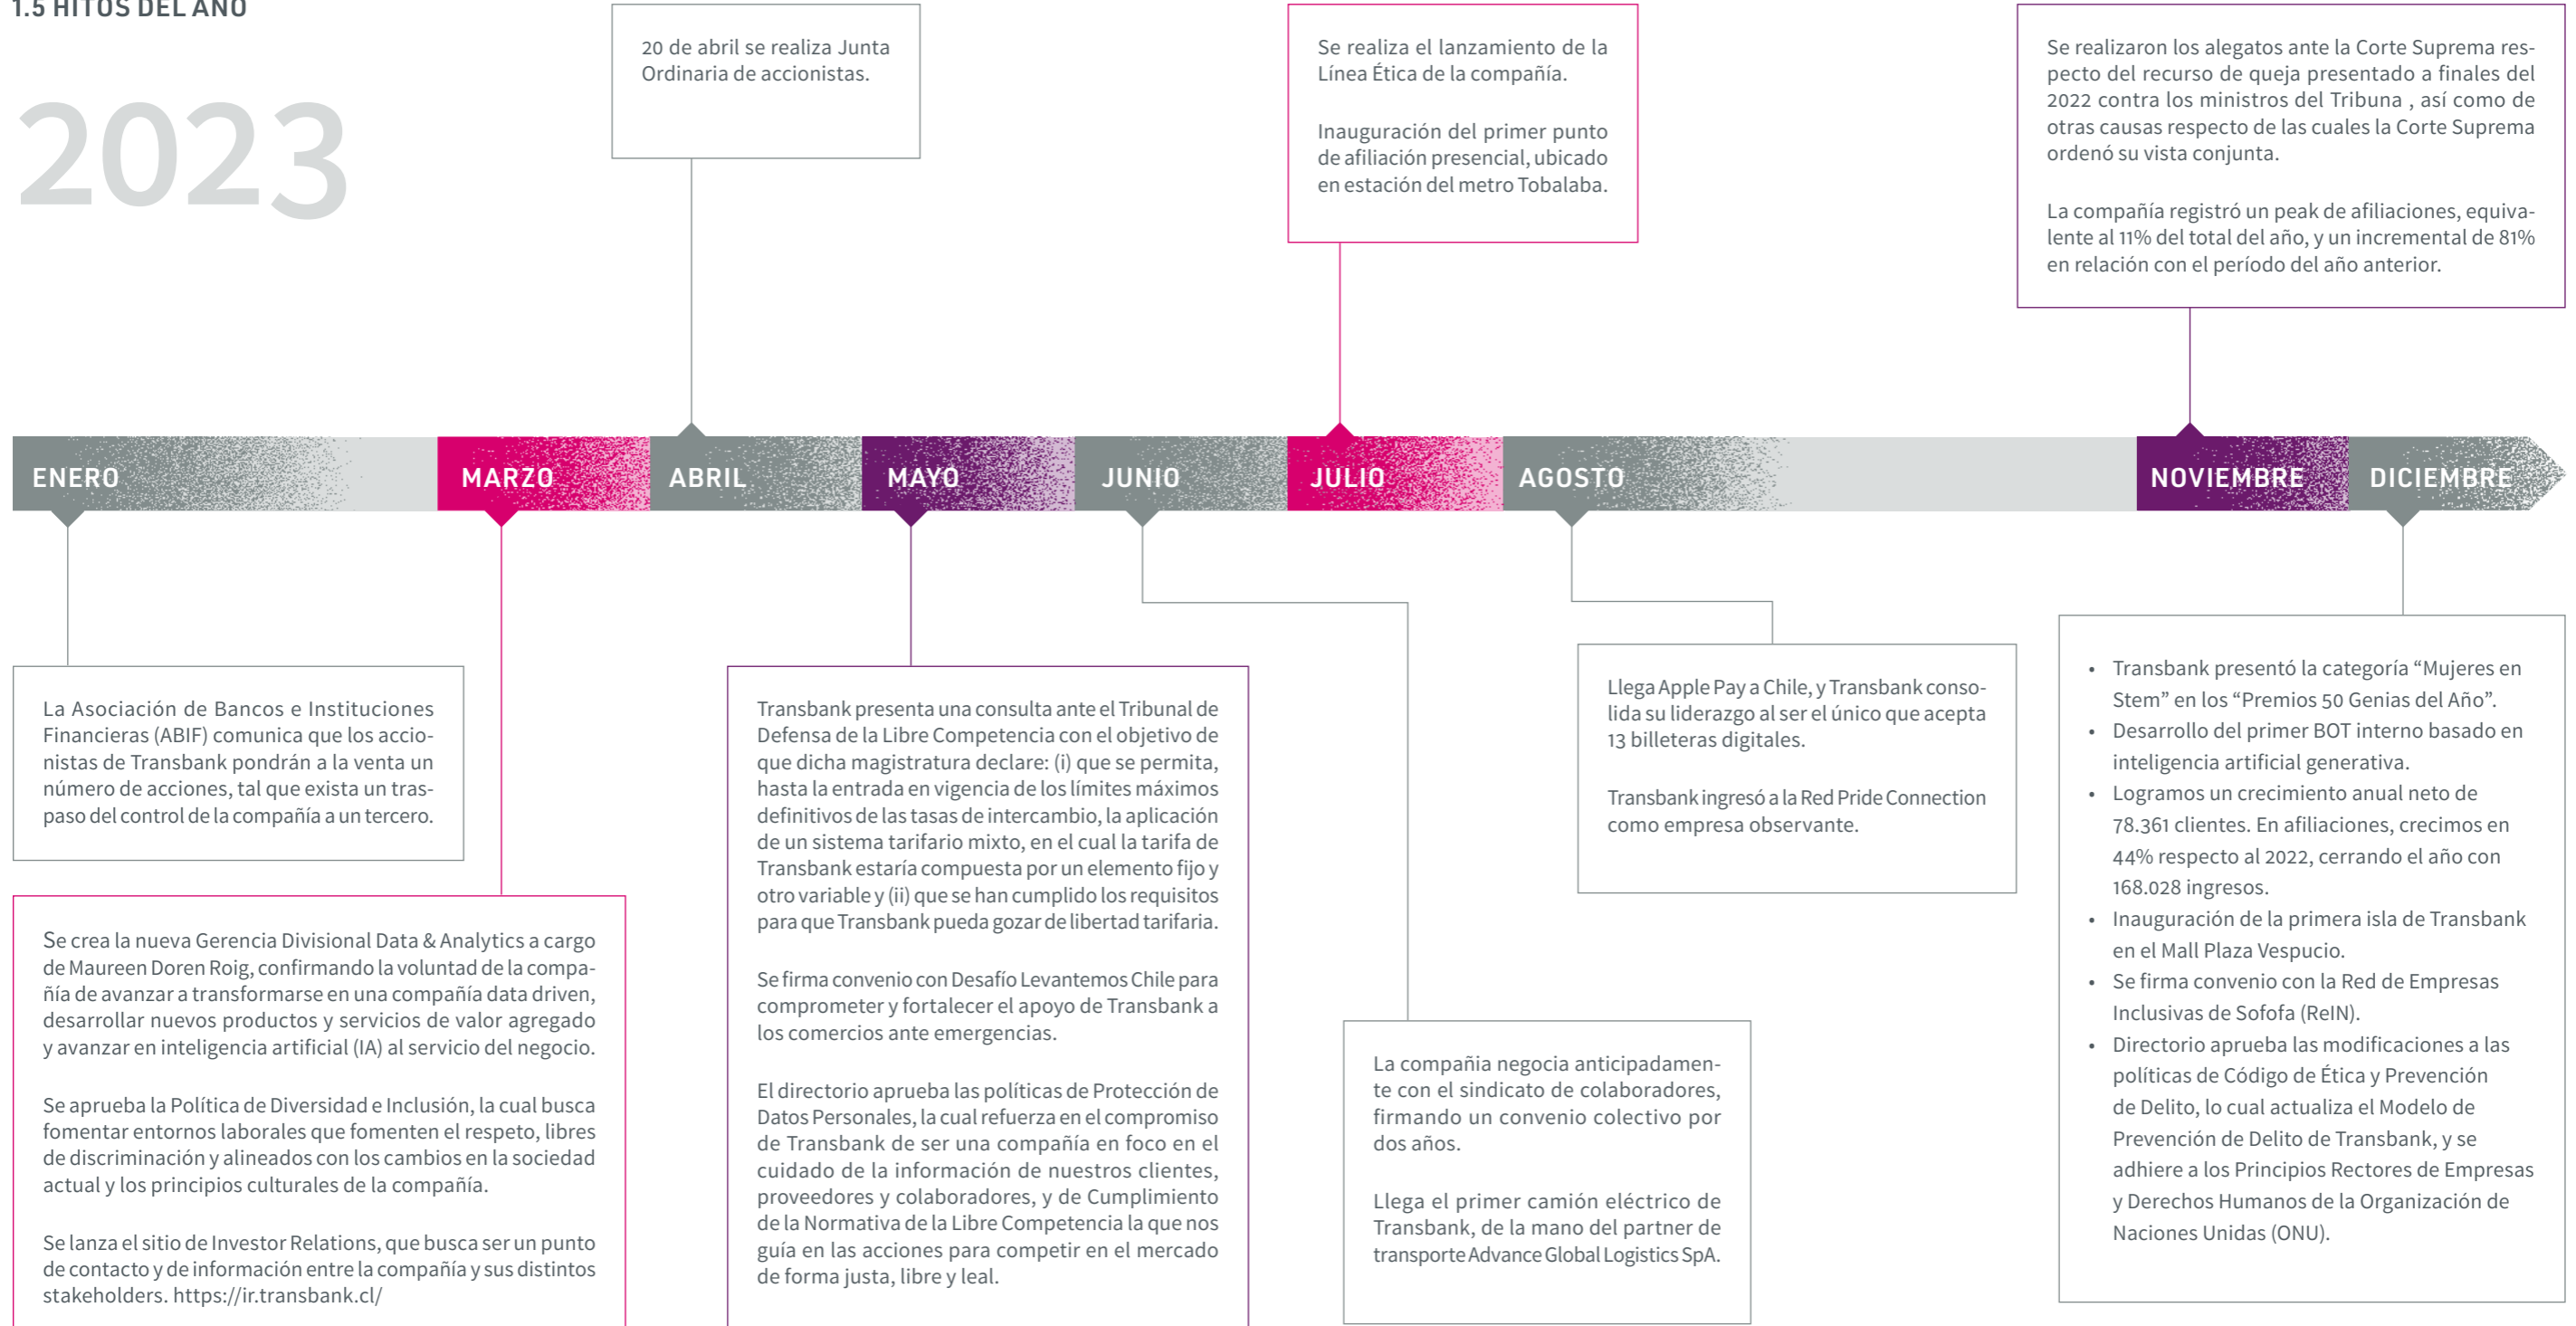 1.5 HITOS DEL AÑO
2023
20 de abril se realiza Junta
Ordinaria de accionistas.
Se realiza el lanzamiento de la
Línea Ética de la compañía.
Inauguración del primer punto
de afiliación presencial, ubicado
en estación del metro Tobalaba.
Se realizaron los alegatos ante la Corte Suprema res-
pecto del recurso de queja presentado a finales del
2022 contra los ministros del Tribuna , así como de
otras causas respecto de las cuales la Corte Suprema
ordenó su vista conjunta.
La compañía registró un peak de afiliaciones, equiva-
lente al 11% del total del año, y un incremental de 81%
en relación con el período del año anterior.
ENERO
MARZO
ABRIL
MAYO
JUNIO
JULIO
AGOSTO
NOVIEMBRE
DICIEMBRE
La Asociación de Bancos e Instituciones
Financieras (ABIF) comunica que los accio-
nistas de Transbank pondrán a la venta un
número de acciones, tal que exista un tras-
paso del control de la compañía a un tercero.
Se crea la nueva Gerencia Divisional Data & Analytics a cargo
de Maureen Doren Roig, confirmando la voluntad de la compa-
ñía de avanzar a transformarse en una compañía data driven,
desarrollar nuevos productos y servicios de valor agregado
y avanzar en inteligencia artificial (IA) al servicio del negocio.
Se aprueba la Política de Diversidad e Inclusión, la cual busca
fomentar entornos laborales que fomenten el respeto, libres
de discriminación y alineados con los cambios en la sociedad
actual y los principios culturales de la compañía.
Se lanza el sitio de Investor Relations, que busca ser un punto
de contacto y de información entre la compañía y sus distintos
stakeholders. https://ir.transbank.cl/
Transbank presenta una consulta ante el Tribunal de
Defensa de la Libre Competencia con el objetivo de
que dicha magistratura declare: (i) que se permita,
hasta la entrada en vigencia de los límites máximos
definitivos de las tasas de intercambio, la aplicación
de un sistema tarifario mixto, en el cual la tarifa de
Transbank estaría compuesta por un elemento fijo y
otro variable y (ii) que se han cumplido los requisitos
para que Transbank pueda gozar de libertad tarifaria.
Se firma convenio con Desafío Levantemos Chile para
comprometer y fortalecer el apoyo de Transbank a
los comercios ante emergencias.
El directorio aprueba las políticas de Protección de
Datos Personales, la cual refuerza en el compromiso
de Transbank de ser una compañía en foco en el
cuidado de la información de nuestros clientes,
proveedores y colaboradores, y de Cumplimiento
de la Normativa de la Libre Competencia la que nos
guía en las acciones para competir en el mercado
de forma justa, libre y leal.
La compañia negocia anticipadamen-
te con el sindicato de colaboradores,
firmando un convenio colectivo por
dos años.
Llega el primer camión eléctrico de
Transbank, de la mano del partner de
transporte Advance Global Logistics SpA.
Llega Apple Pay a Chile, y Transbank conso-
lida su liderazgo al ser el único que acepta
13 billeteras digitales.
Transbank ingresó a la Red Pride Connection
como empresa observante.
• Transbank presentó la categoría “Mujeres en
Stem” en los “Premios 50 Genias del Año”.
• Desarrollo del primer BOT interno basado en
inteligencia artificial generativa.
• Logramos un crecimiento anual neto de
78.361 clientes. En afiliaciones, crecimos en
44% respecto al 2022, cerrando el año con
168.028 ingresos.
• Inauguración de la primera isla de Transbank
en el Mall Plaza Vespucio.
• Se firma convenio con la Red de Empresas
Inclusivas de Sofofa (ReIN).
• Directorio aprueba las modificaciones a las
políticas de Código de Ética y Prevención
de Delito, lo cual actualiza el Modelo de
Prevención de Delito de Transbank, y se
adhiere a los Principios Rectores de Empresas
y Derechos Humanos de la Organización de
Naciones Unidas (ONU).